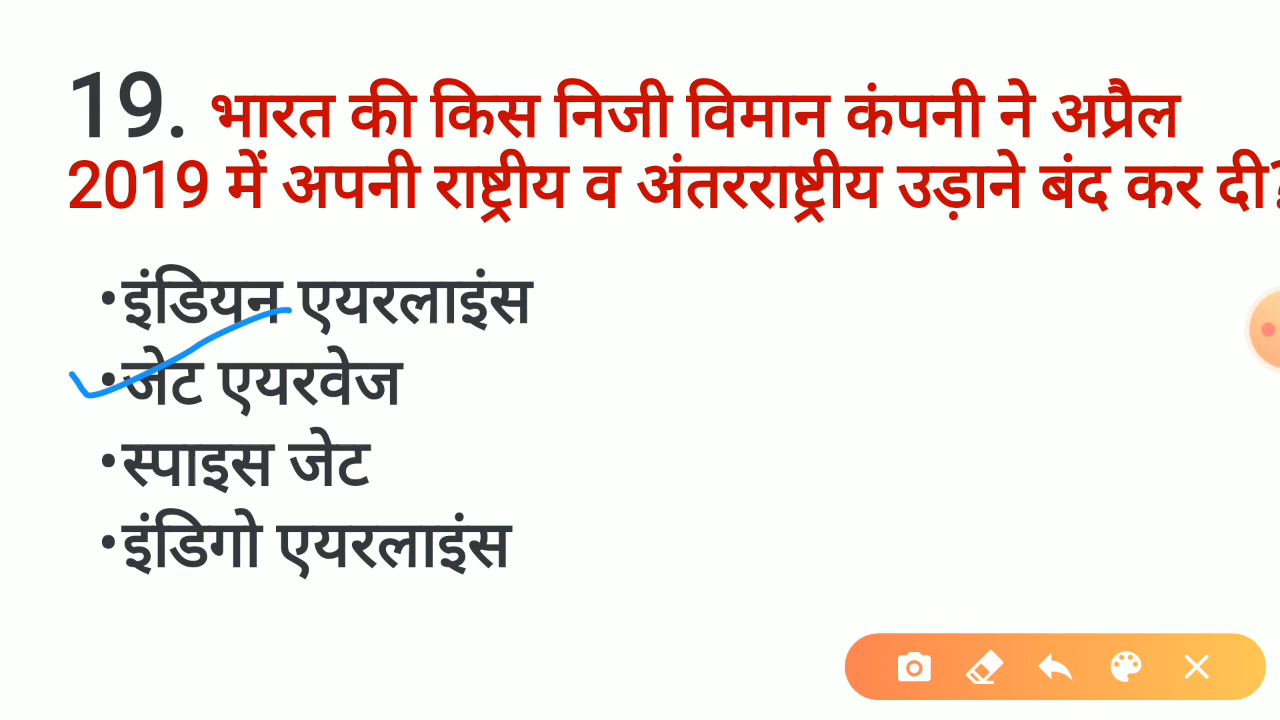 19. भारत की किस निजी विमान कंपनी ने अप्रैल
2019 में अपनी राष्ट्रीय व अंतरराष्ट्रीय उड़ाने बंद कर दी?
•इंडियन एयरलाइंस
•जेट एयरवेज
•स्पाइस जेट
•इंडिगो एयरलाइंस